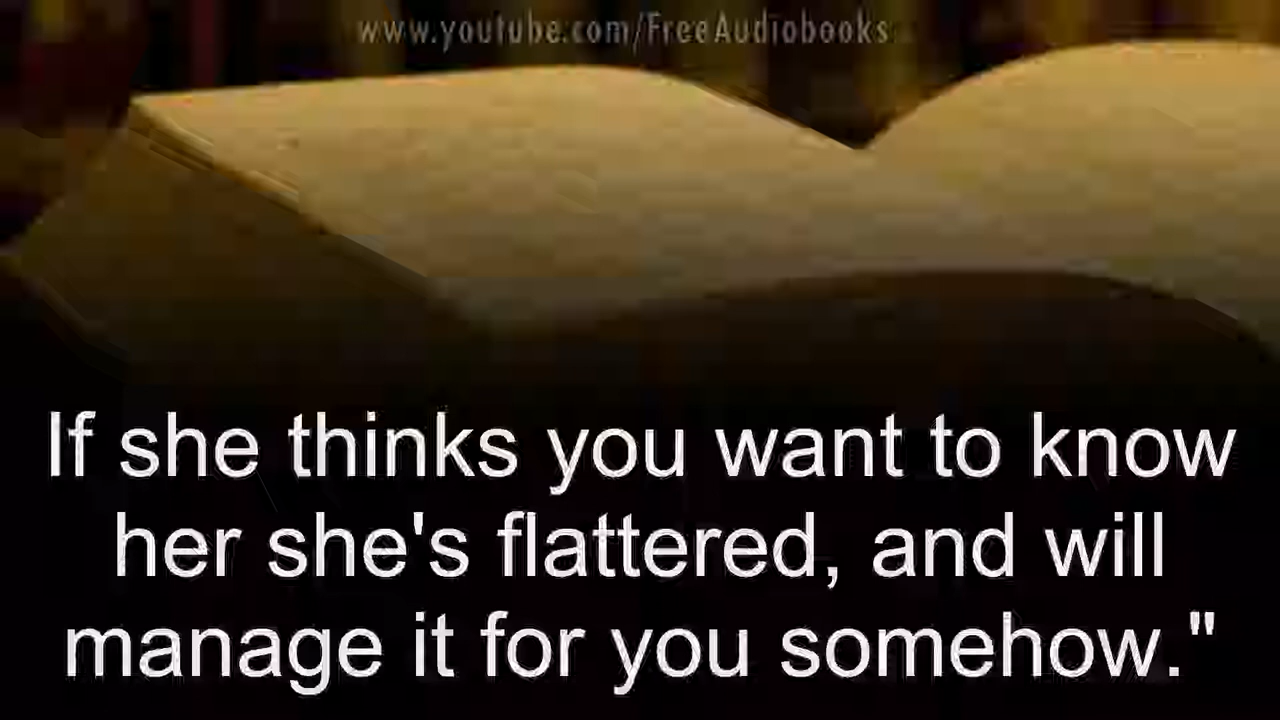 www.youtube.com/FreeAudiobooks
If she thinks you want to know
her she's flattered, and will
manage it for you somehow."